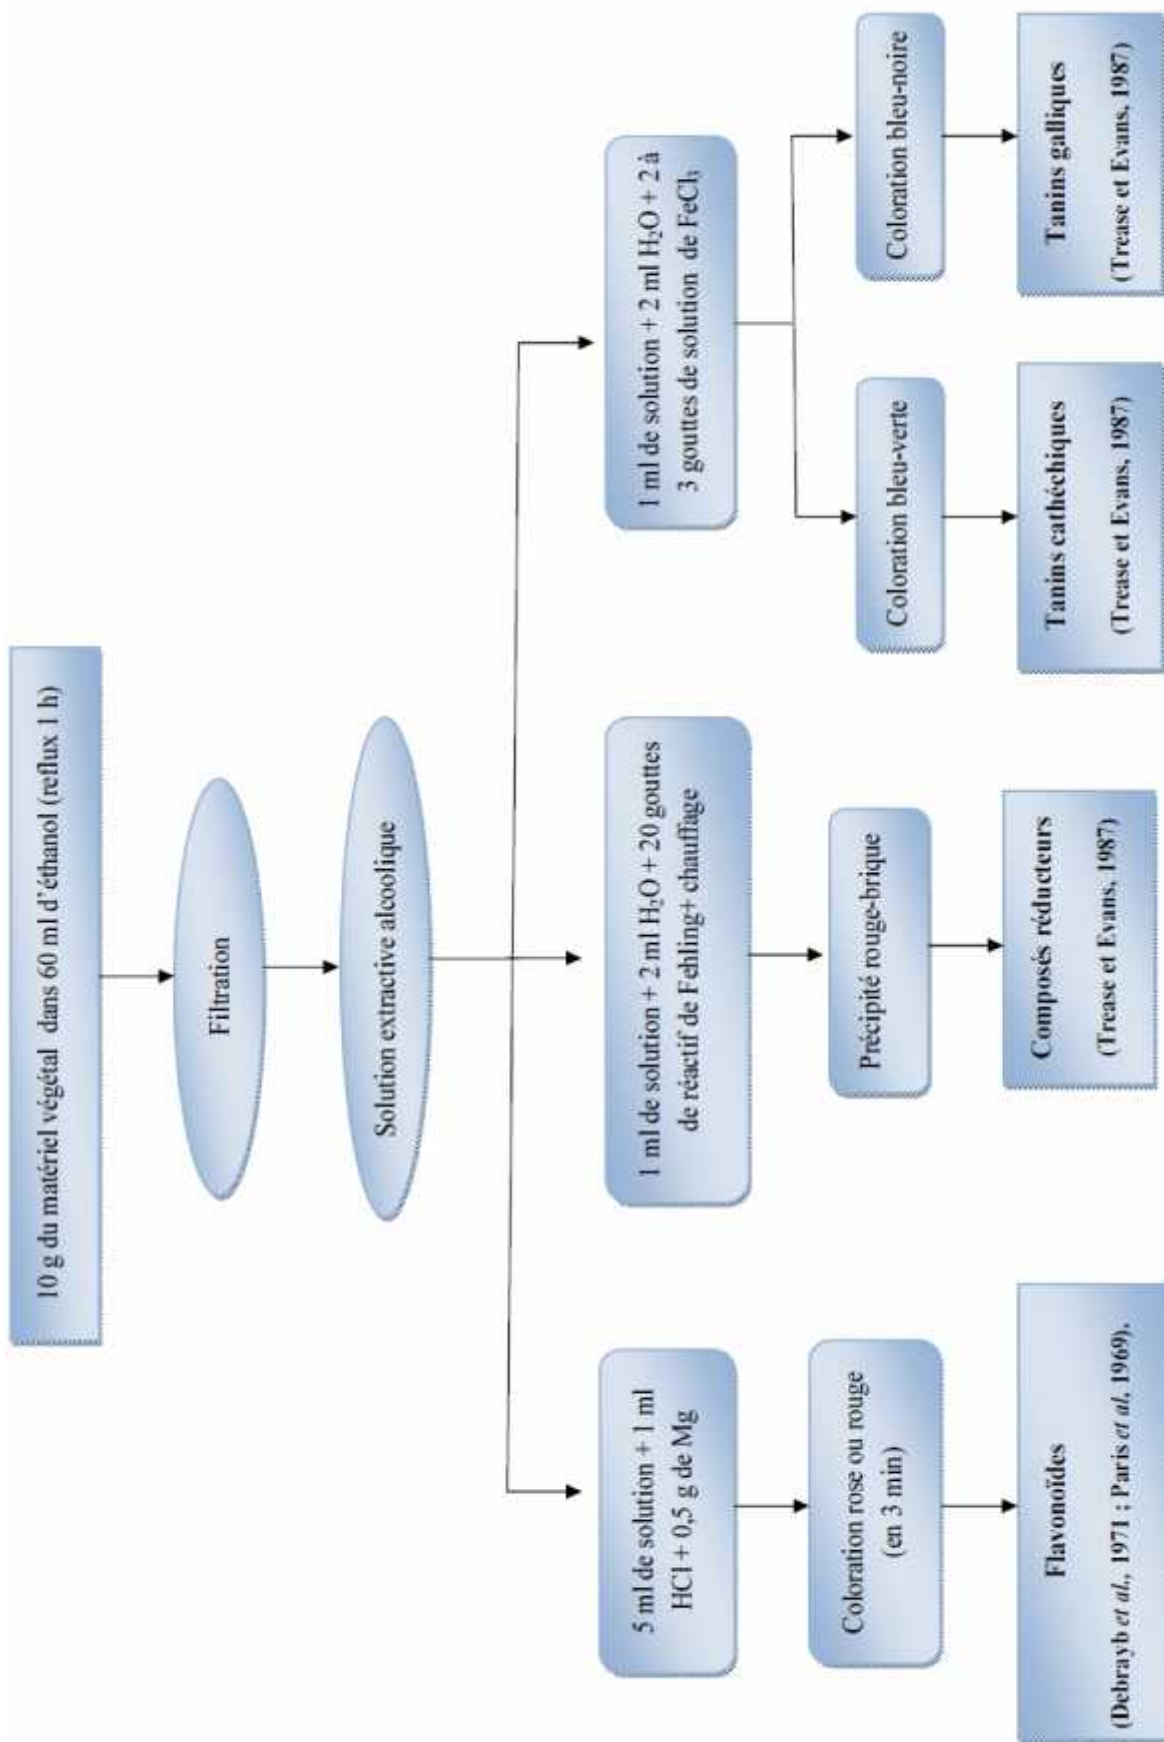 10 g du matériel végétal dans 60 ml d'éthanol (reflux 1 h)
Filtration
Solution extractive alcoolique
5 ml de solution + 1 ml
HCl + 0,5 g de Mg
Coloration rose ou rouge
(en 3 min)
Flavonoïdes
(Debrayb et al., 1971 ; Paris et al, 1969).
1 ml de solution + 2 ml H₂O + 20 gouttes
de réactif de Fehling+ chauffage
Précipité rouge-brique
Composés réducteurs
(Trease et Evans, 1987)
1 ml de solution + 2 ml H₂O + 2 à
3 gouttes de solution de FeCl₃
Coloration bleu-verte
Tanins cathéchiques
(Trease et Evans, 1987)
Coloration bleu-noire
Tanins galliques
(Trease et Evans, 1987)